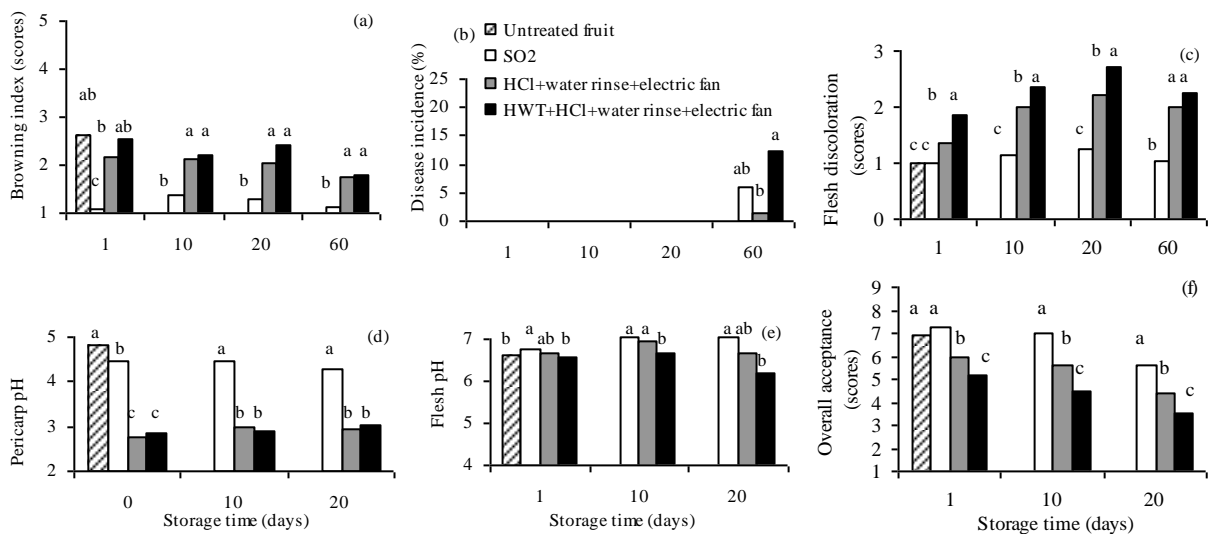 (a)
Browning index (scores)
5
4
3
2
1
ab
c
b
ab
b
a
a
b
a
a
b
a
a
1
10
20
60
(b)
Untreated fruit
SO2
HCl+water rinse+electric fan
HWT+HCl+water rinse+electric fan
Disease incidence (%)
25
20
15
10
5
0
ab
b
a
1
10
20
60
(c)
Flesh discoloration
(scores)
3
2
1
0
c
c
b
a
c
b
a
c
b
a
b
a
a
1
10
20
60
(d)
Pericarp pH
5
4
3
2
a
b
c
c
a
b
b
a
b
b
0
10
20
Storage time (days)
(e)
Flesh pH
7
6
5
4
b
a
ab
b
a
a
b
a
ab
b
1
10
20
Storage time (days)
(f)
Overall acceptance
(scores)
9
8
7
6
5
4
3
2
1
a
a
b
c
a
b
c
a
b
c
1
10
20
Storage time (days)